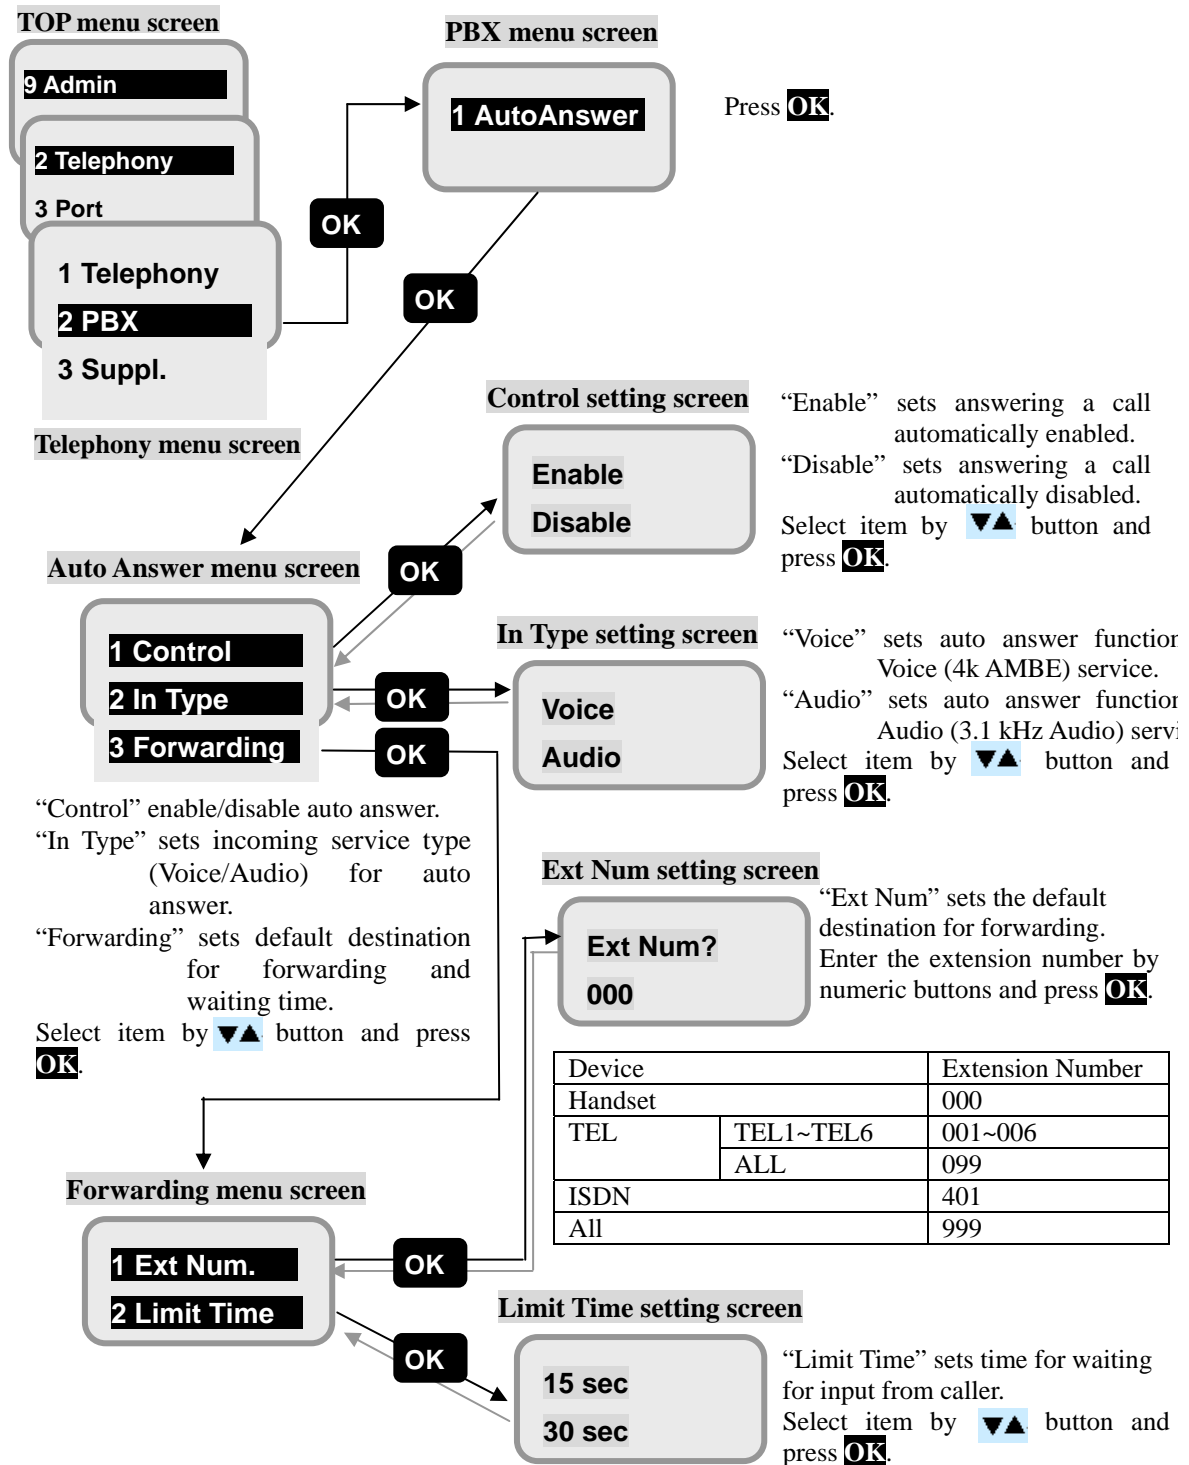 TOP menu screen
9 Admin
2 Telephony
3 Port
1 Telephony
2 PBX
3 Suppl.
Telephony menu screen
OK
PBX menu screen
1 AutoAnswer
Press OK.
OK
Auto Answer menu screen
1 Control
2 In Type
3 Forwarding
OK
OK
OK
Control setting screen
Enable
Disable
“Enable” sets answering a call
automatically enabled.
“Disable” sets answering a call
automatically disabled.
Select item by ▼▲ button and
press OK.
In Type setting screen
Voice
Audio
“Voice” sets auto answer function
Voice (4k AMBE) service.
“Audio” sets auto answer function
Audio (3.1 kHz Audio) servi
Select item by ▼▲ button and
press OK.
“Control” enable/disable auto answer.
“In Type” sets incoming service type
(Voice/Audio) for auto
answer.
“Forwarding” sets default destination
for forwarding and
waiting time.
Select item by ▼▲ button and press
OK.
Ext Num setting screen
Ext Num?
000
“Ext Num” sets the default
destination for forwarding.
Enter the extension number by
numeric buttons and press OK.
Device Extension Number
Handset 000
TEL TEL1~TEL6 001~006
ALL 099
ISDN 401
All 999
Forwarding menu screen
1 Ext Num.
2 Limit Time
OK
OK
Limit Time setting screen
15 sec
30 sec
“Limit Time” sets time for waiting
for input from caller.
Select item by ▼▲ button and
press OK.